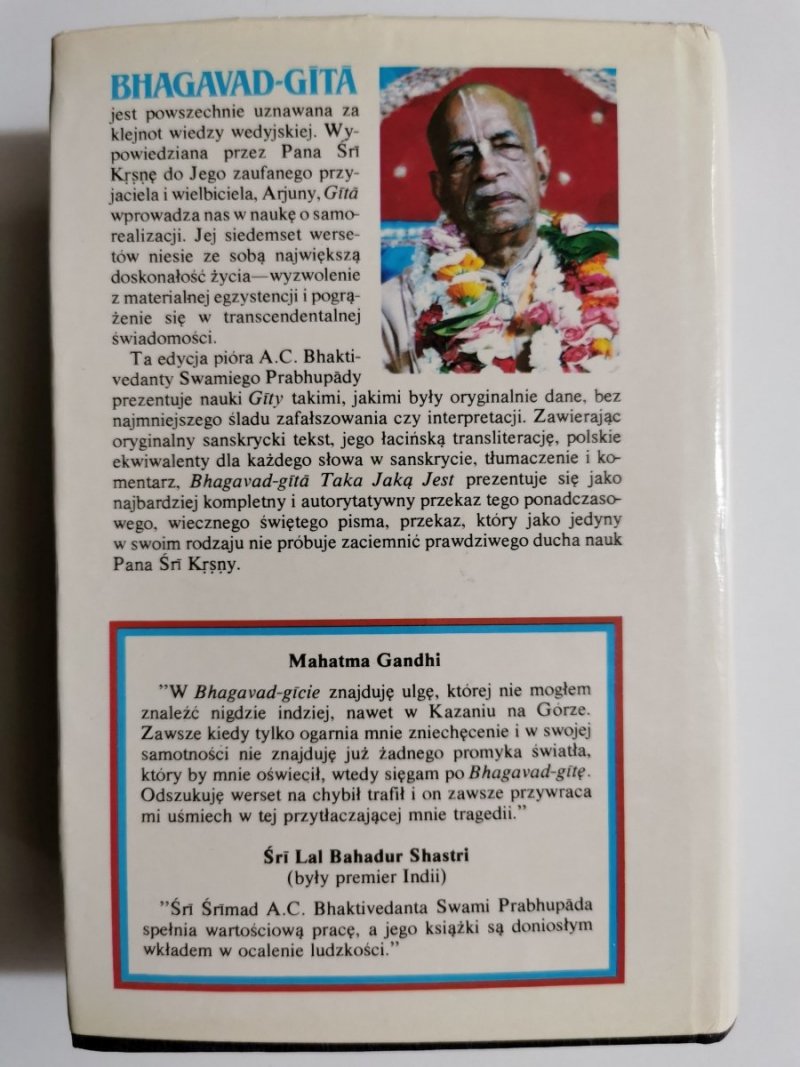 BHAGAVAD-GĪTĀ
jest powszechnie uznawana za
klejnot wiedzy wedyjskiej. Wy-
powiedziana przez Pana Śrī
Kṛṣṇę do Jego zaufanego przy-
jaciela i wielbiciela, Arjuny, Gītā
wprowadza nas w naukę o samo-
realizacji. Jej siedemset werse-
tów niesie ze sobą największą
doskonałość życia—wyzwolenie
z materialnej egzystencji i pogrą-
żenie się w transcendentalnej
świadomości.
Ta edycja pióra A.C. Bhakti-
vedanty Swamiego Prabhupādy
prezentuje nauki Gīty takimi, jakimi były oryginalnie dane, bez
najmniejszego śladu zafałszowania czy interpretacji. Zawierając
oryginalny sanskrycki tekst, jego łacińską transliterację, polskie
ekwiwalenty dla każdego słowa w sanskrycie, tłumaczenie i ko-
mentarz, Bhagavad-gītā Taka Jaką Jest prezentuje się jako
najbardziej kompletny i autorytatywny przekaz tego ponadczaso-
wego, wiecznego świętego pisma, przekaz, który jako jedyny
w swoim rodzaju nie próbuje zaciemnić prawdziwego ducha nauk
Pana Śrī Kṛṣṇy.
Mahatma Gandhi
"W Bhagavad-gīcie znajduję ulgę, której nie mogłem
znaleźć nigdzie indziej, nawet w Kazaniu na Górze.
Zawsze kiedy tylko ogarnia mnie zniechęcenie i w swojej
samotności nie znajduję już żadnego promyka światła,
który by mnie oświecił, wtedy sięgam po Bhagavad-gītę.
Odszukuję werset na chybił trafił i on zawsze przywraca
mi uśmiech w tej przytłaczającej mnie tragedii."
Śrī Lal Bahadur Shastri
(były premier Indii)
"Śrī Śrīmad A.C. Bhaktivedanta Swami Prabhupāda
spełnia wartościową pracę, a jego książki są doniosłym
wkładem w ocalenie ludzkości."